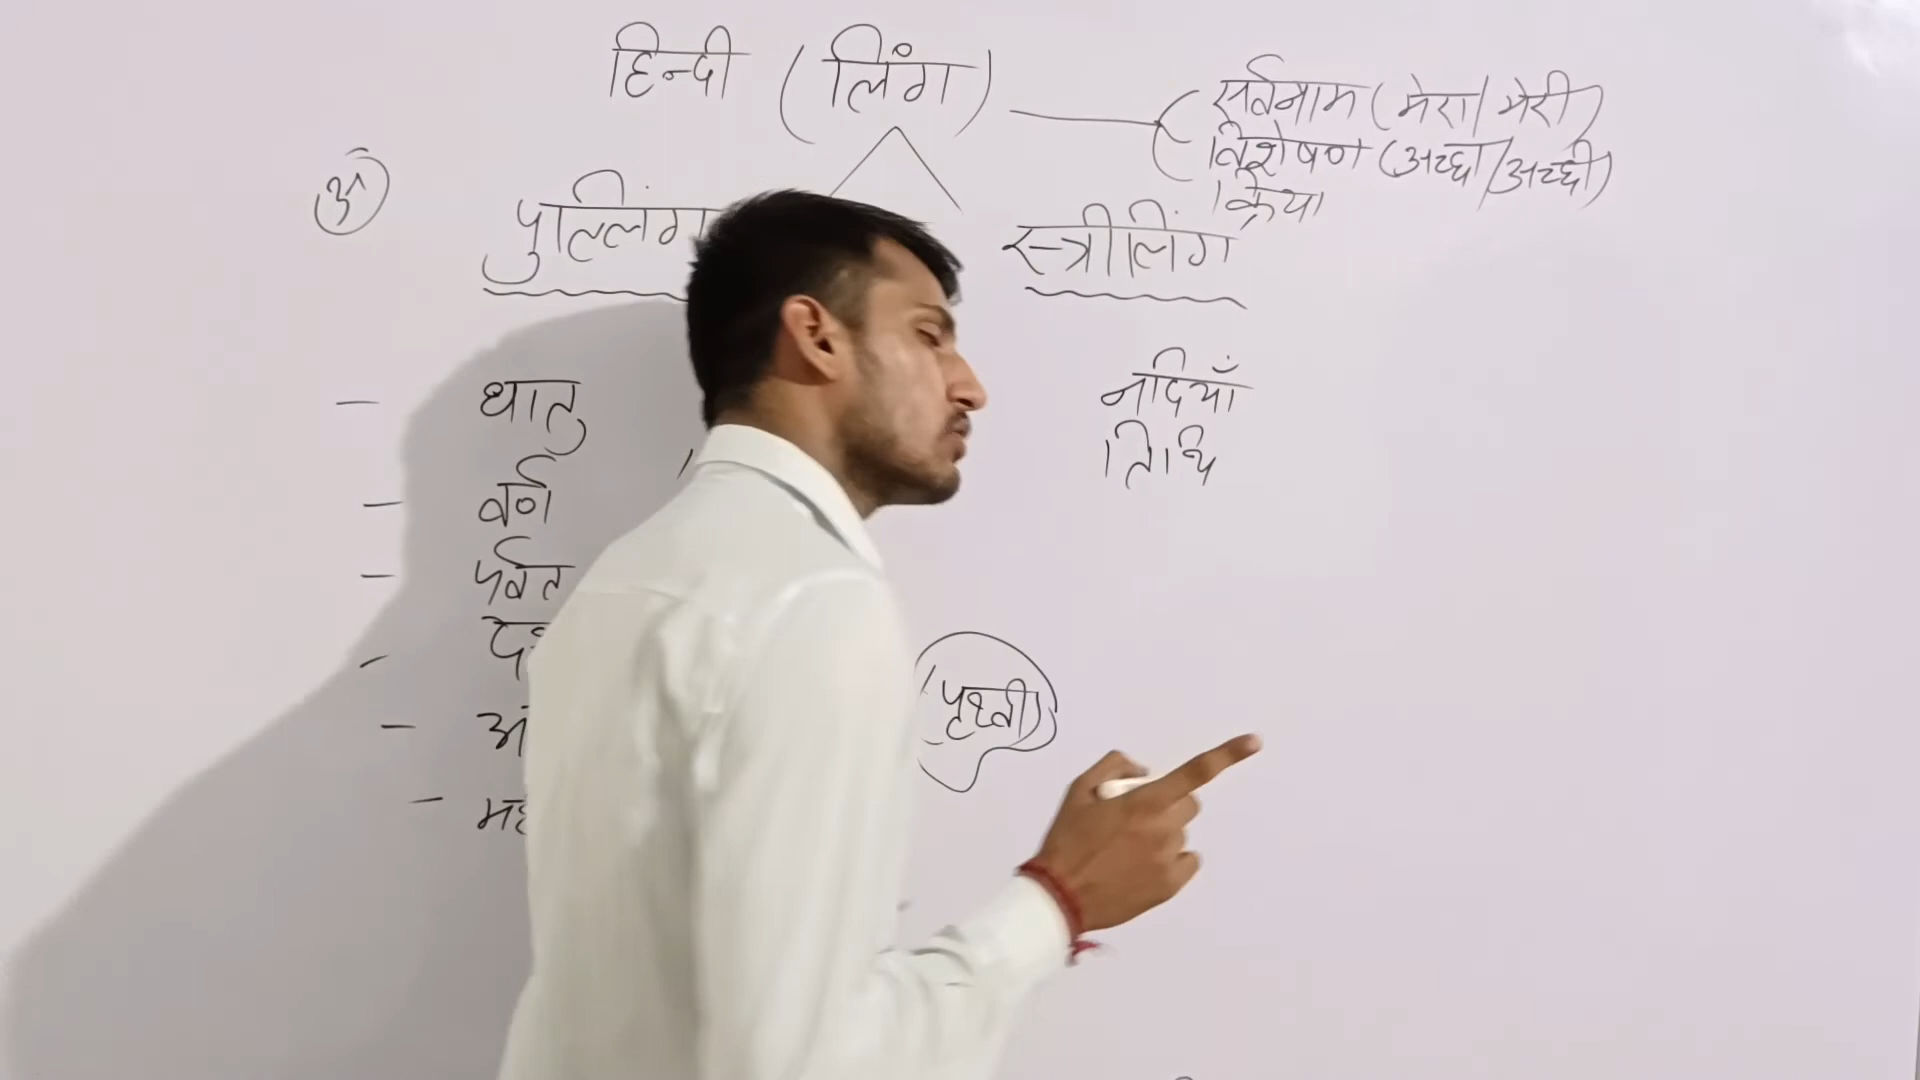 हिन्दी (लिंग)
सर्वनाम (मेरा/मेरी)
विशेषण (अच्छा/अच्छी)
क्रिया
अ
पुल्लिंग
स्त्रीलिंग
- धातु
- वर्ण
- पर्वत
नदियाँ
तिथि
(पृथ्वी)